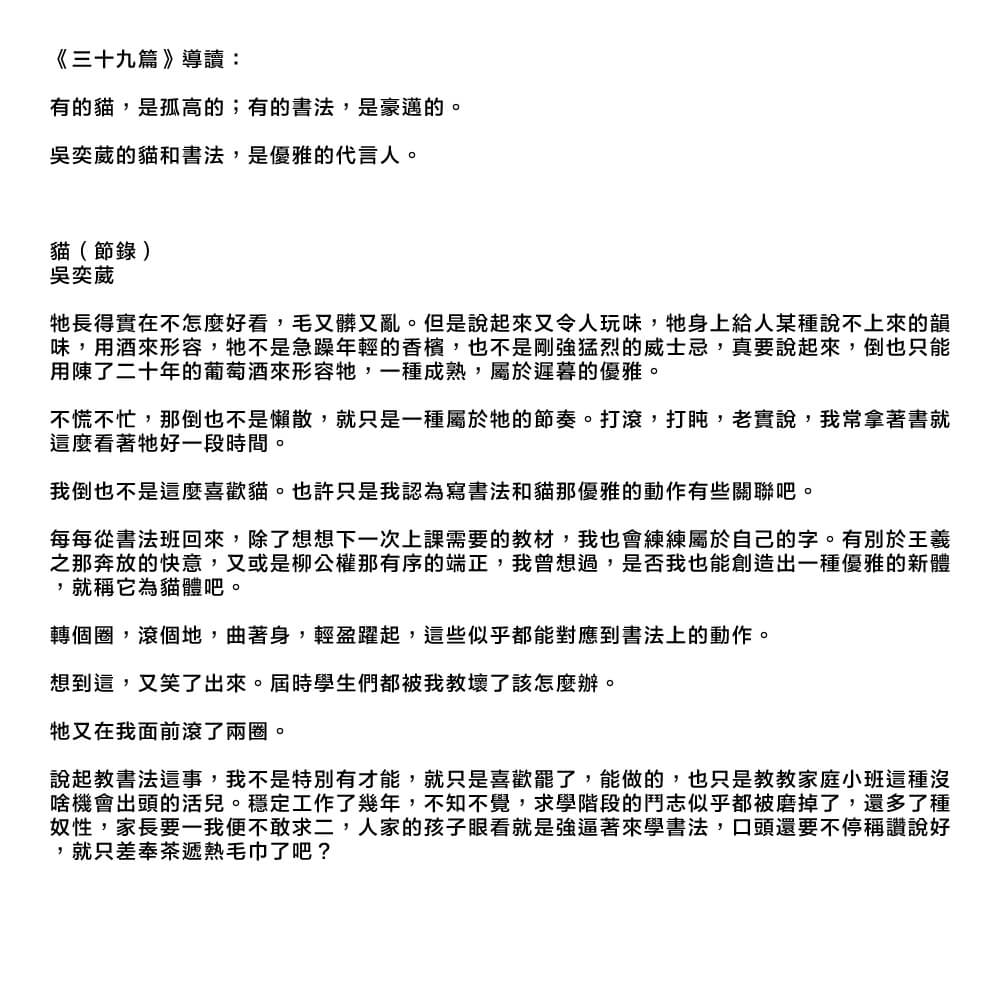 《三十九篇》導讀：
有的貓，是孤高的；有的書法，是豪邁的。
吳奕葳的貓和書法，是優雅的代言人。
貓（節錄）
吳奕葳
牠長得實在不怎麼好看，毛又髒又亂。但是說起來又令人玩味，牠身上給人某種說不上來的韻
味，用酒來形容，牠不是急躁年輕的香檳，也不是剛強猛烈的威士忌，真要說起來，倒也只能
用陳了二十年的葡萄酒來形容牠，一種成熟，屬於遲暮的優雅。
不慌不忙，那倒也不是懶散，就只是一種屬於牠的節奏。打滾，打盹，老實說，我常拿著書就
這麼看著牠好一段時間。
我倒也不是這麼喜歡貓。也許只是我認為寫書法和貓那優雅的動作有些關聯吧。
每每從書法班回來，除了想想下一次上課需要的教材，我也會練練屬於自己的字。有別於王羲
之那奔放的快意，又或是柳公權那有序的端正，我曾想過，是否我也能創造出一種優雅的新體
，就稱它為貓體吧。
轉個圈，滾個地，曲著身，輕盈躍起，這些似乎都能對應到書法上的動作。
想到這，又笑了出來。屆時學生們都被我教壞了該怎麼辦。
牠又在我面前滾了兩圈。
說起教書法這事，我不是特別有才能，就只是喜歡罷了，能做的，也只是教教家庭小班這種沒
啥機會出頭的活兒。穩定工作了幾年，不知不覺，求學階段的鬥志似乎都被磨掉了，還多了種
奴性，家長要一我便不敢求二，人家的孩子眼看就是強逼著來學書法，口頭還要不停稱讚說好
，就只差奉茶遞熱毛巾了吧？